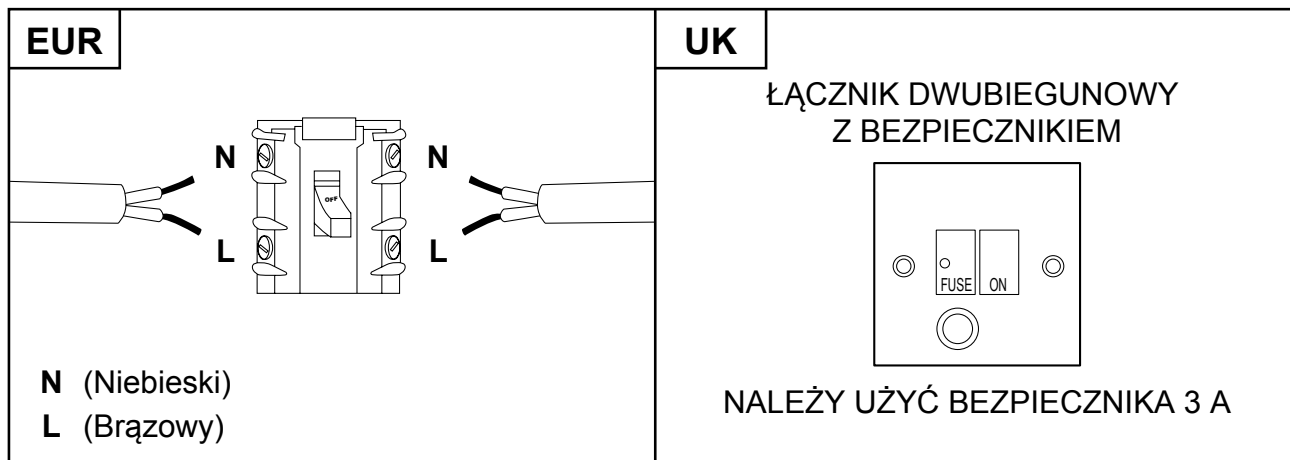 EUR
N
N
OFF
L
L
N (Niebieski)
L (Brązowy)
UK
ŁĄCZNIK DWUBIEGUNOWY
Z BEZPIECZNIKIEM
FUSE ON
NALEŻY UŻYĆ BEZPIECZNIKA 3 A